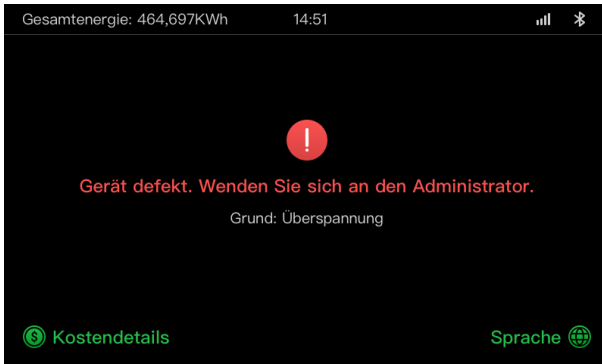 Gesamtenergie: 464,697KWh 14:51
!
Gerät defekt. Wenden Sie sich an den Administrator.
Grund: Überspannung
$ Kostendetails Sprache